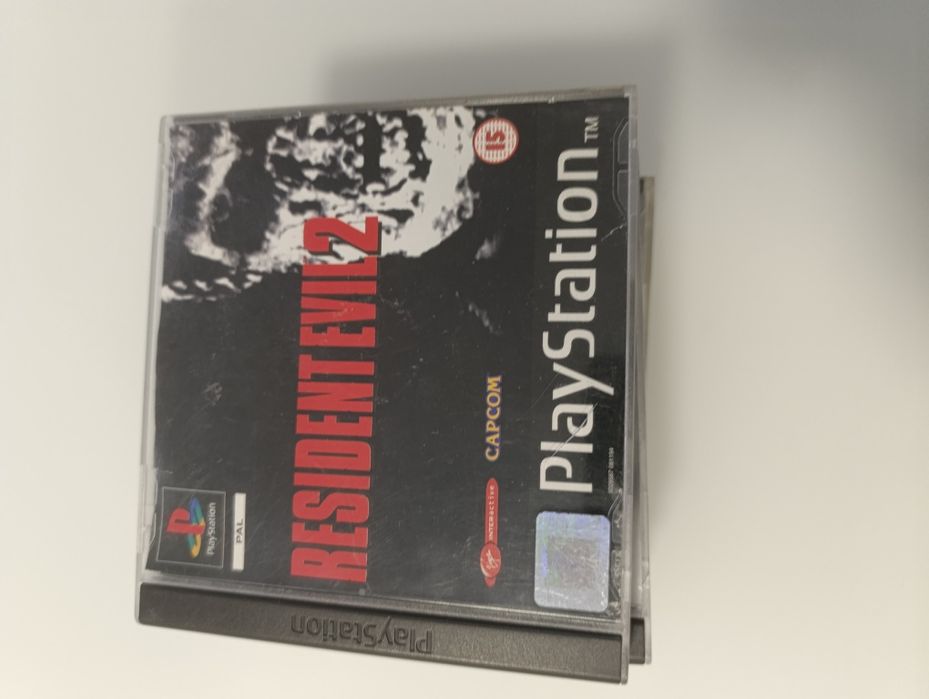 PlayStation
PAL
RESIDENT EVIL 2
15
Virgin INTERACTIVE
CAPCOM
PlayStation™
PlayStation